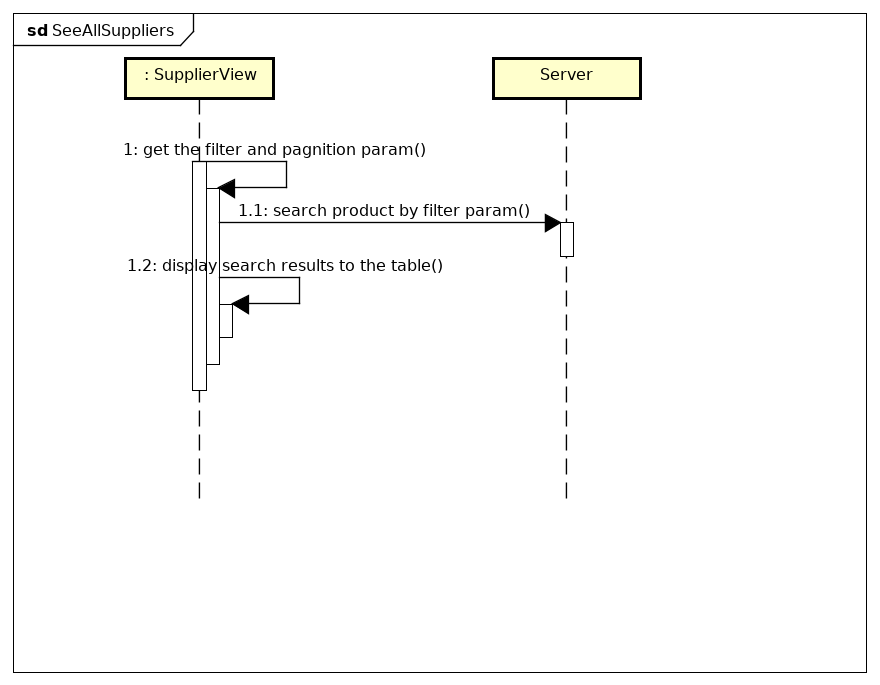 sd SeeAllSuppliers
: SupplierView
Server
1: get the filter and pagnition param()
1.1: search product by filter param()
1.2: display search results to the table()